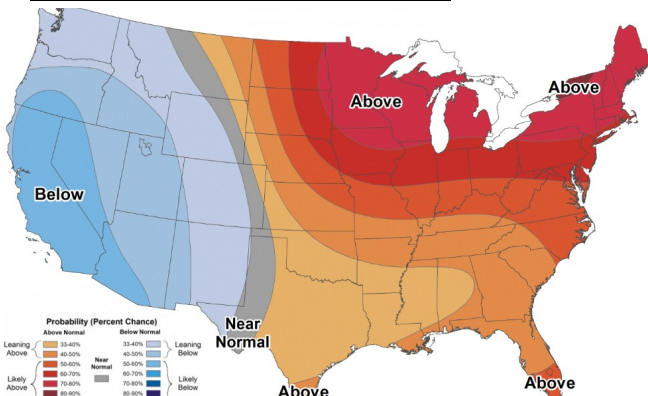 Above
Above
Below
Near
Normal
Above
Above
Probability (Percent Chance)
Above Normal
Below Normal
Leaning
Above
33-40%
40-50%
Near
Normal
33-40%
40-50%
Leaning
Below
Likely
Above
50-60%
60-70%
70-80%
80-90%
50-60%
60-70%
70-80%
80-90%
Likely
Below